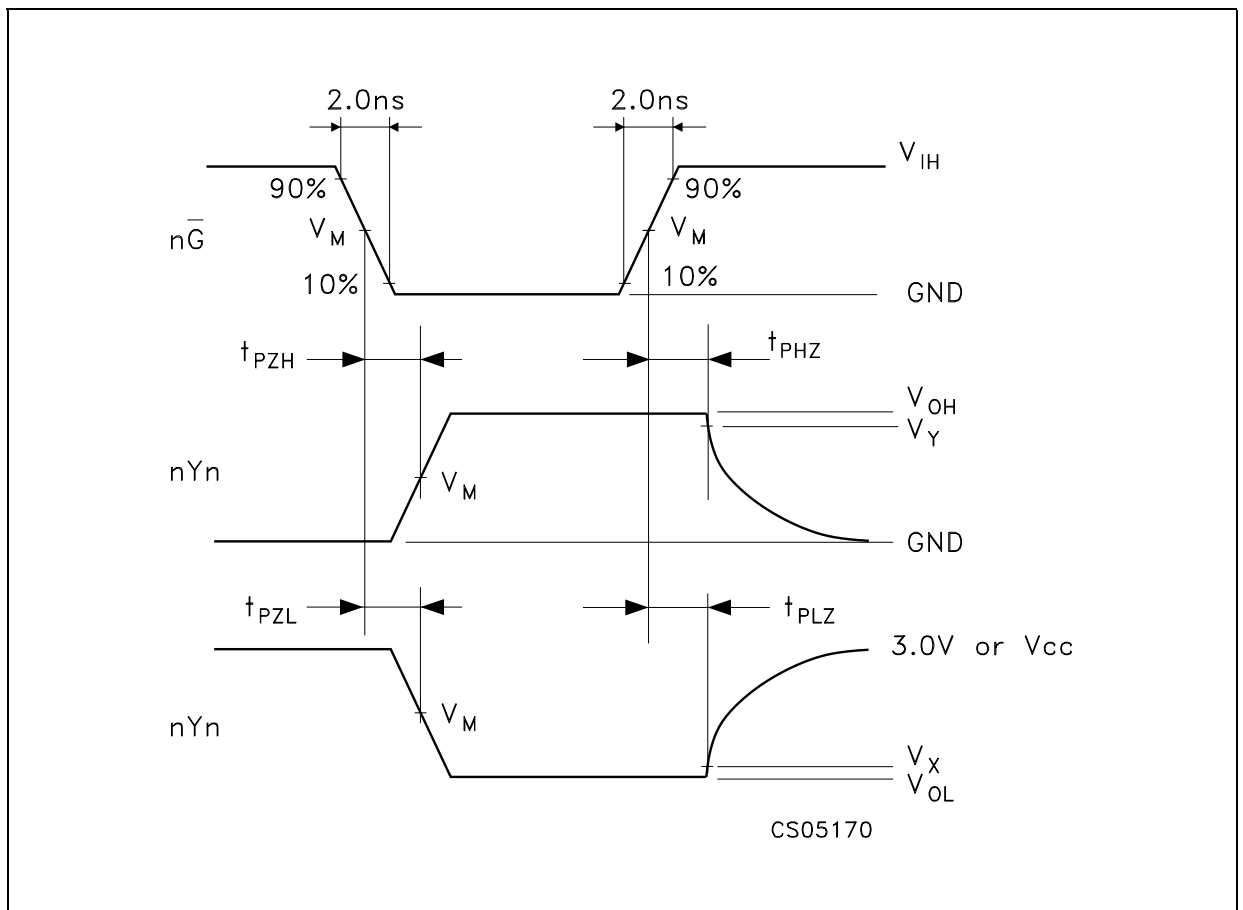 2.0ns 2.0ns
V_IH
90% 90%
nG̅ V_M V_M
10% 10%
GND
t_PZH t_PHZ
V_OH
V_Y
nYn V_M
GND
t_PZL t_PLZ
3.0V or Vcc
nYn V_M
V_X
V_OL
CS05170